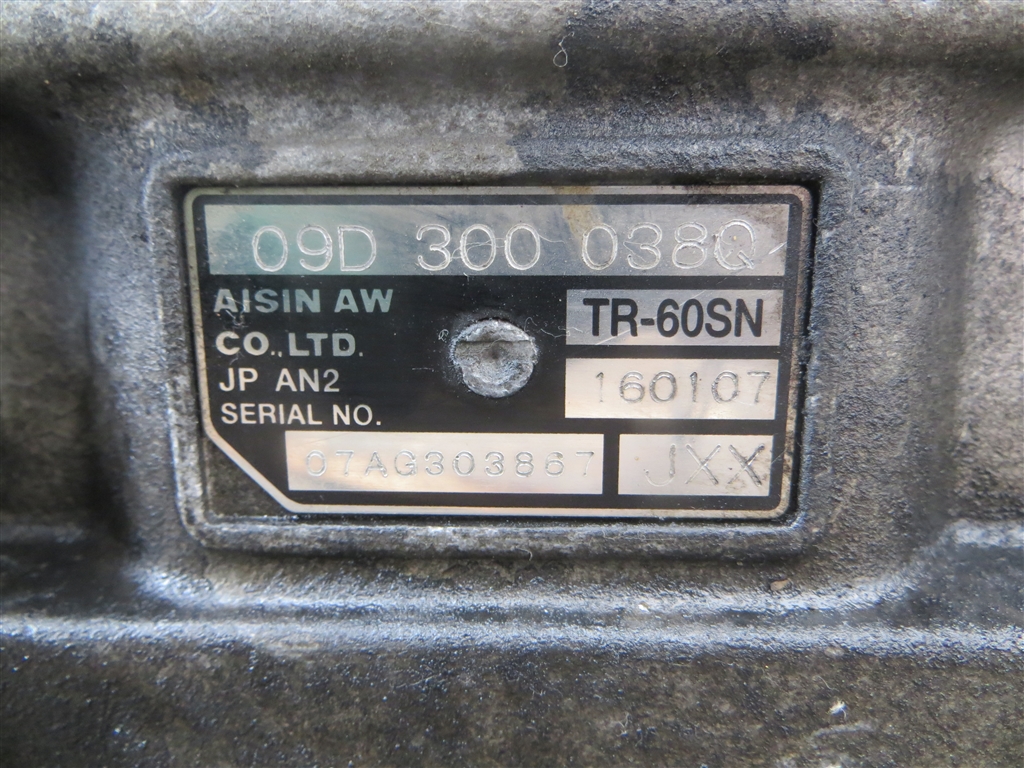 09D 300 038Q
AISIN AW
CO.,LTD.
JP AN2
SERIAL NO.
TR-60SN
160107
07AG303867
JXX